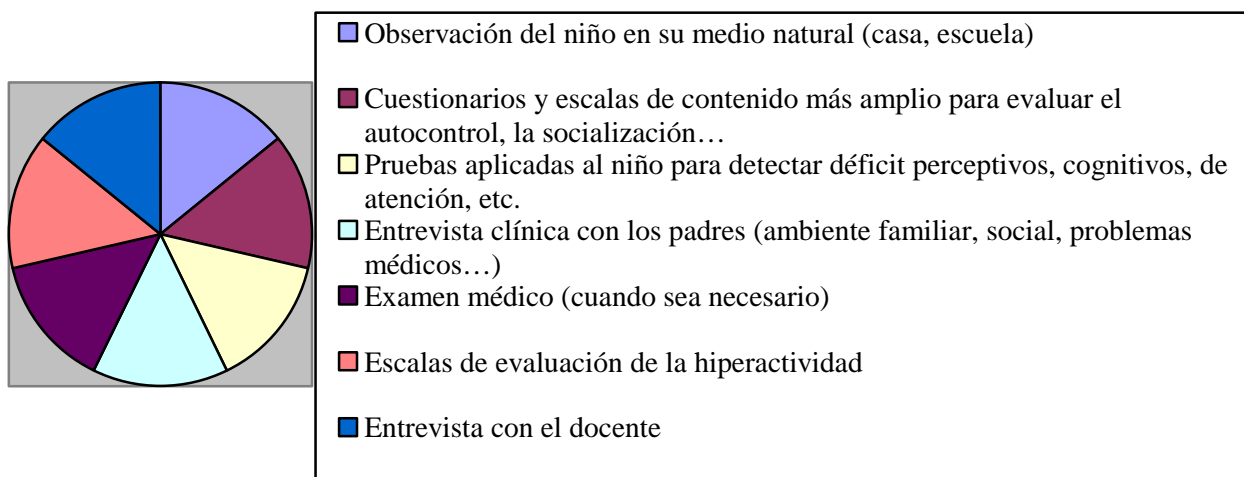 Observación del niño en su medio natural (casa, escuela)
Cuestionarios y escalas de contenido más amplio para evaluar el
autocontrol, la socialización…
Pruebas aplicadas al niño para detectar déficit perceptivos, cognitivos, de
atención, etc.
Entrevista clínica con los padres (ambiente familiar, social, problemas
médicos…)
Examen médico (cuando sea necesario)
Escalas de evaluación de la hiperactividad
Entrevista con el docente